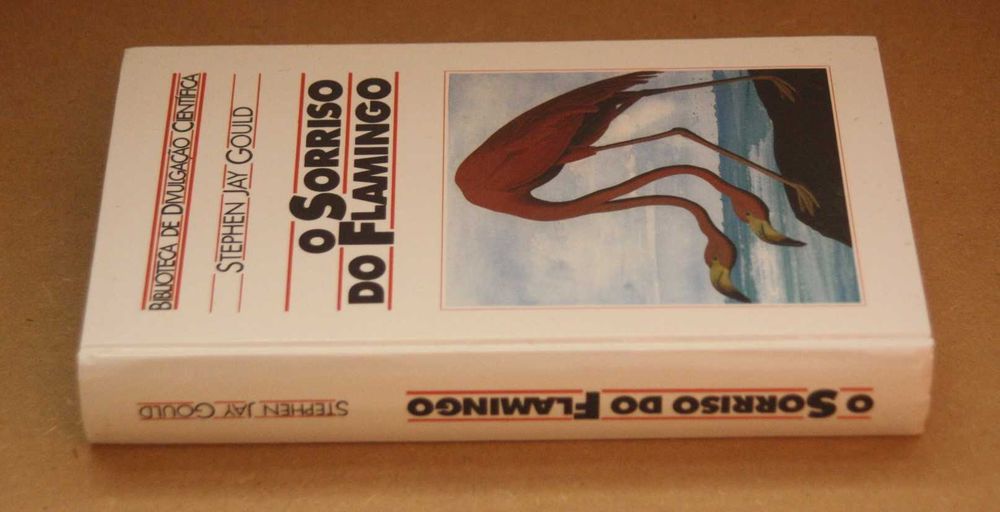 BIBLIOTECA DE DIVULGAÇÃO CIENTÍFICA
STEPHEN JAY GOULD
O SORRISO
DO FLAMINGO
O SORRISO DO FLAMINGO
STEPHEN JAY GOULD